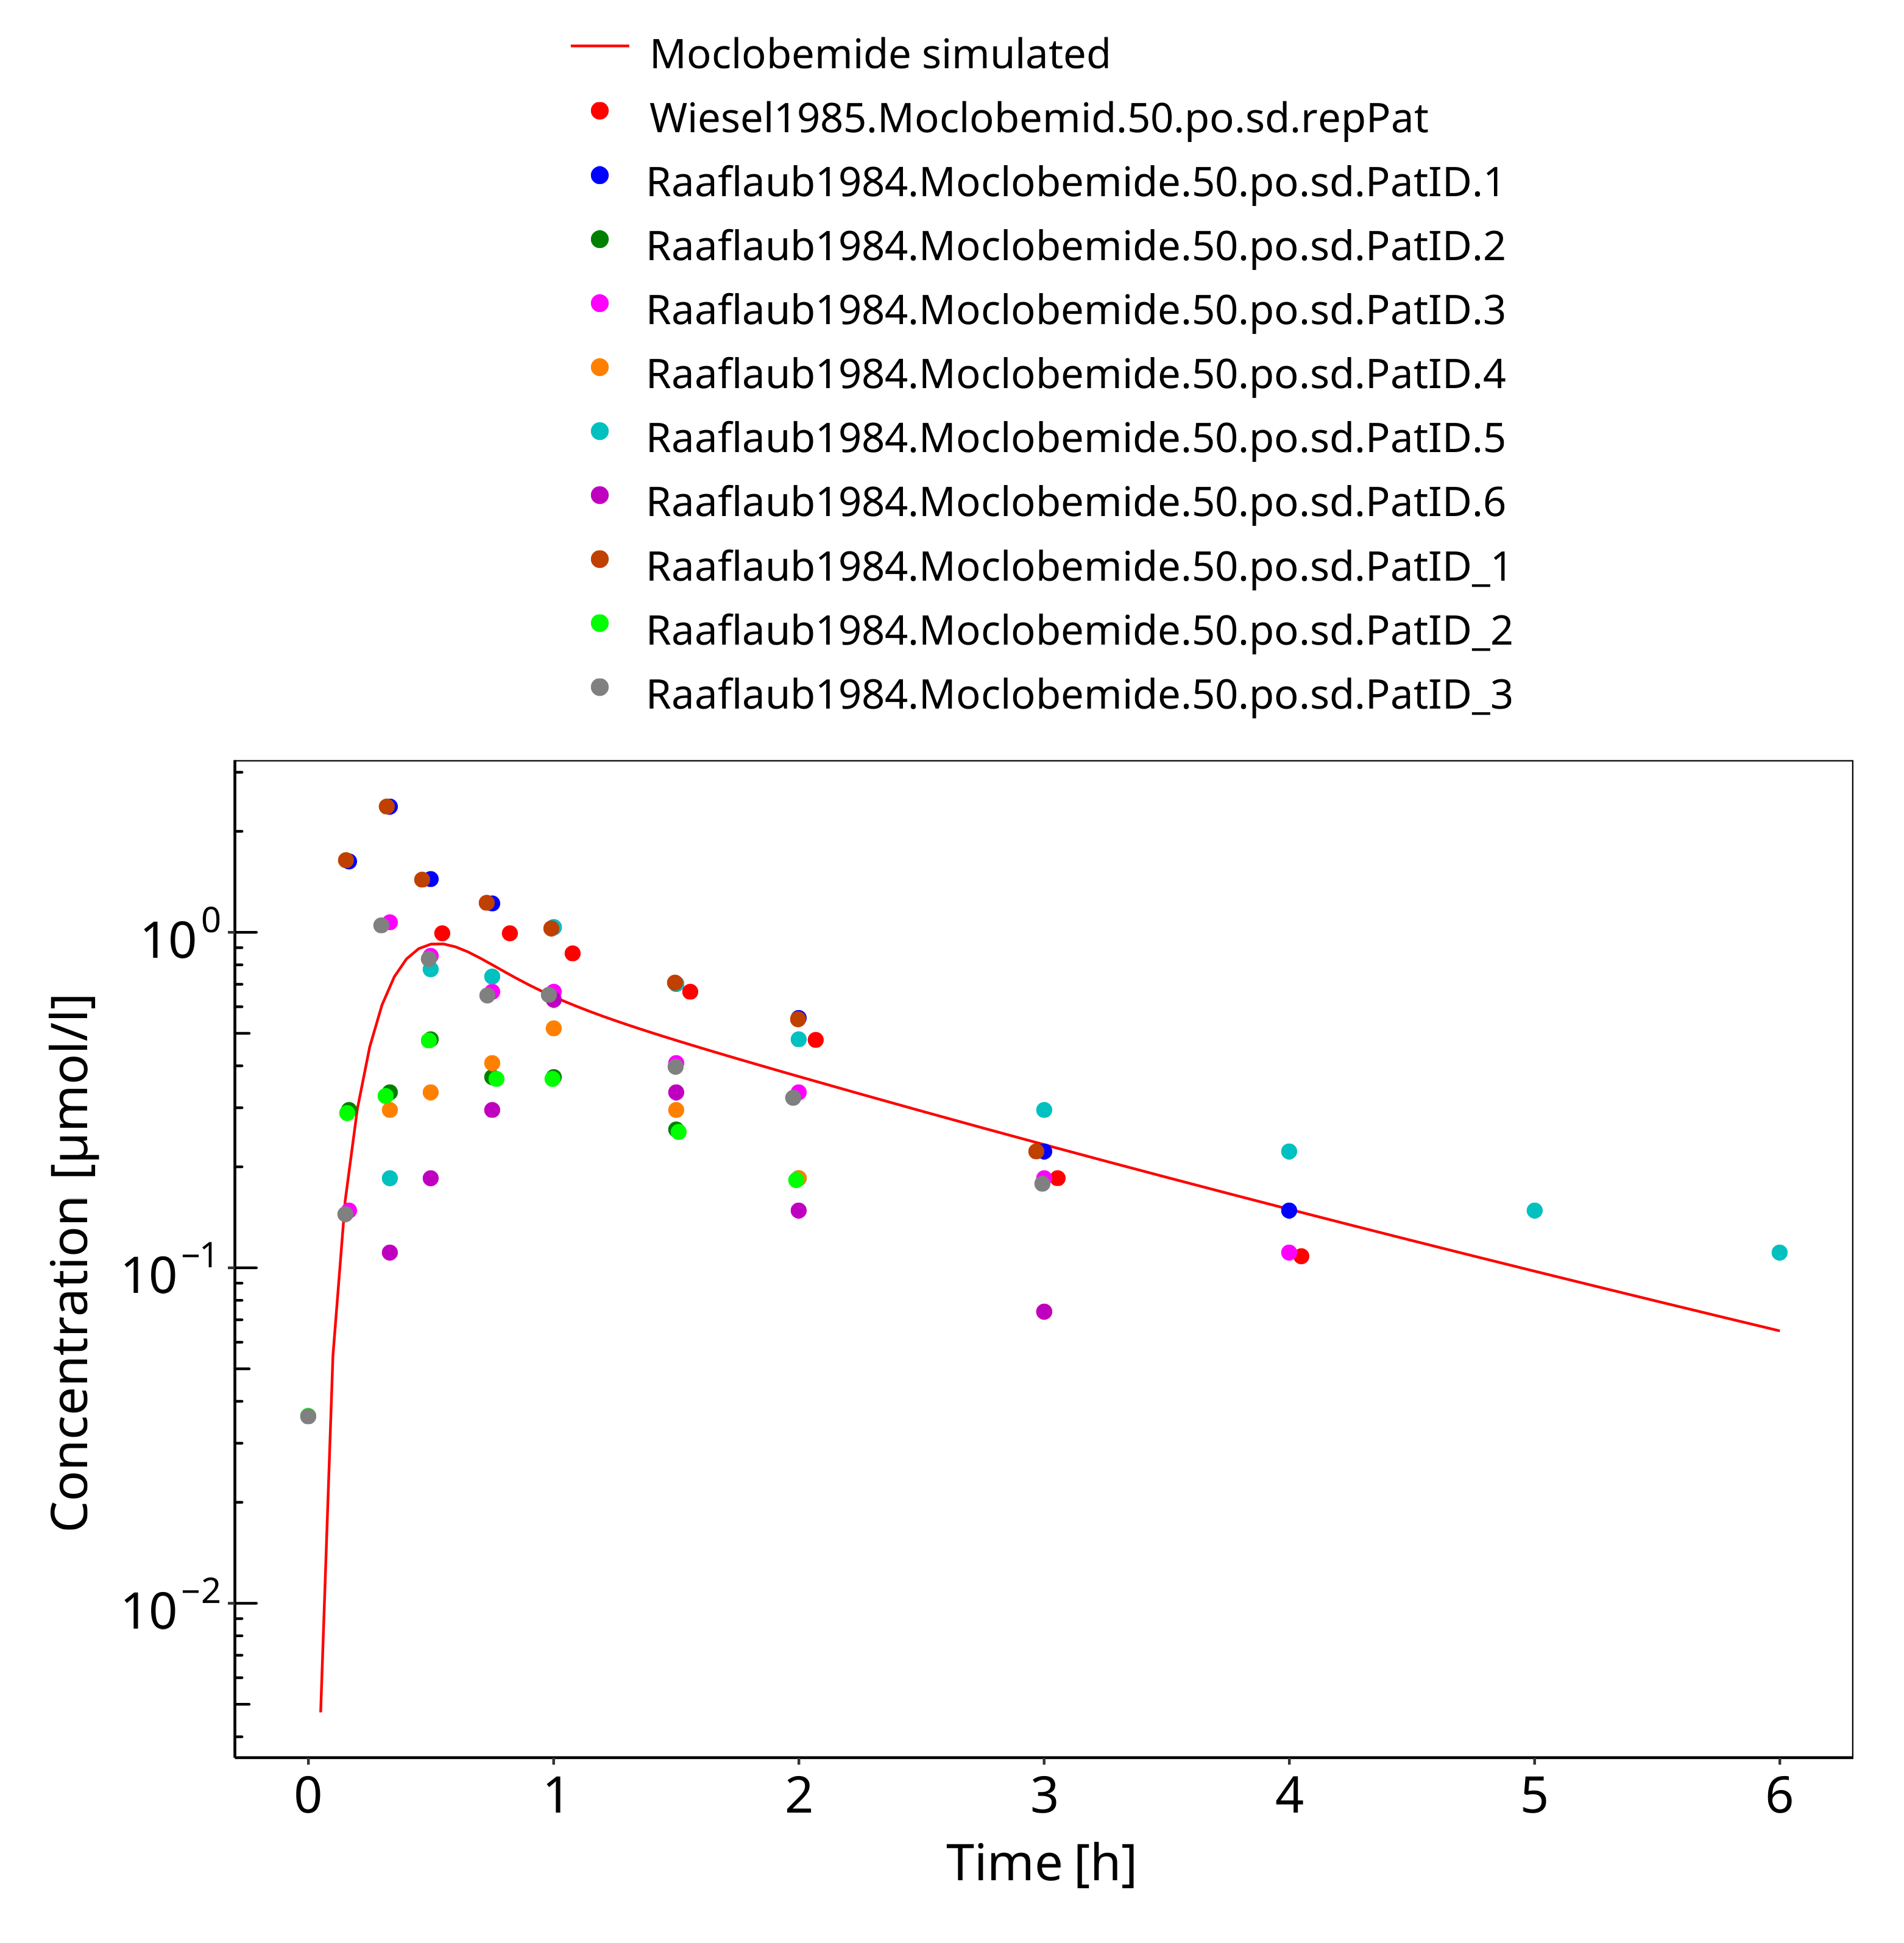 Moclobemide simulated
Wiesel1985.Moclobemid.50.po.sd.repPat
Raaflaub1984.Moclobemide.50.po.sd.PatID.1
Raaflaub1984.Moclobemide.50.po.sd.PatID.2
Raaflaub1984.Moclobemide.50.po.sd.PatID.3
Raaflaub1984.Moclobemide.50.po.sd.PatID.4
Raaflaub1984.Moclobemide.50.po.sd.PatID.5
Raaflaub1984.Moclobemide.50.po.sd.PatID.6
Raaflaub1984.Moclobemide.50.po.sd.PatID_1
Raaflaub1984.Moclobemide.50.po.sd.PatID_2
Raaflaub1984.Moclobemide.50.po.sd.PatID_3
Concentration [µmol/l]
10⁰
10⁻¹
10⁻²
0 1 2 3 4 5 6
Time [h]